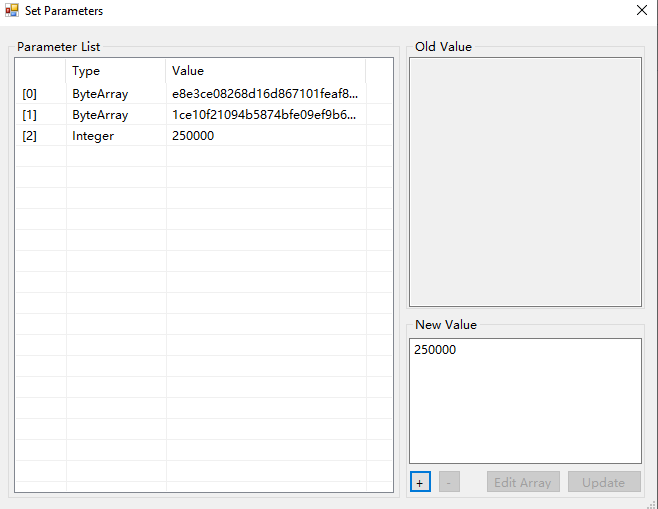 Set Parameters
Parameter List
Type Value
[0] ByteArray e8e3ce08268d16d867101feaf8...
[1] ByteArray 1ce10f21094b5874bfe09ef9b6...
[2] Integer 250000
Old Value
New Value
250000
+ - Edit Array Update